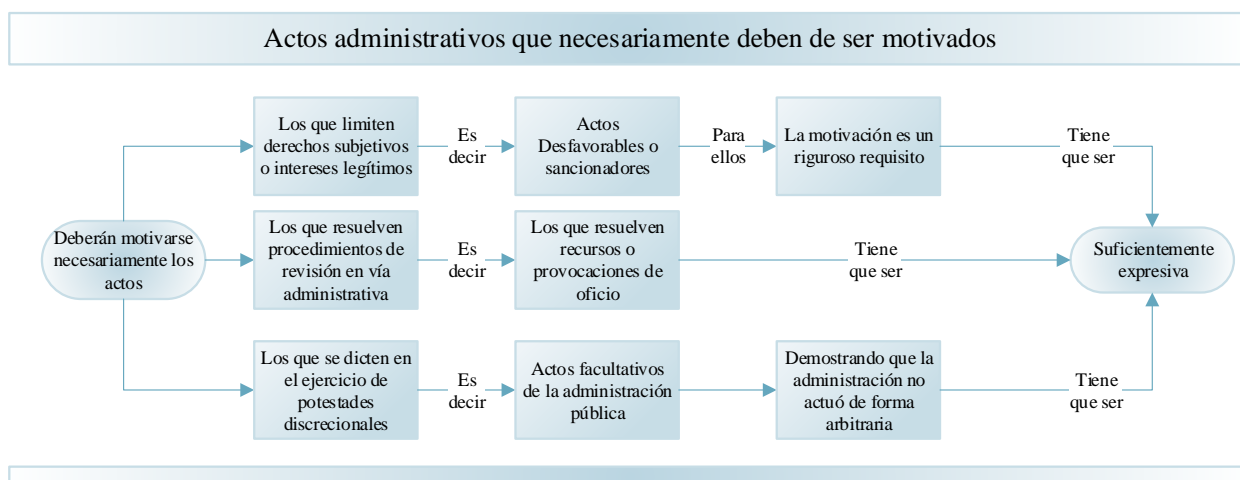 Actos administrativos que necesariamente deben de ser motivados
Deberán motivarse
necesariamente los
actos
Los que limiten
derechos subjetivos
o intereses legítimos
Es
decir
Actos
Desfavorables o
sancionadores
Para
ellos
La motivación es un
riguroso requisito
Tiene
que ser
Los que resuelven
procedimientos de
revisión en vía
administrativa
Es
decir
Los que resuelven
recursos o
provocaciones de
oficio
Tiene
que ser
Suficientemente
expresiva
Los que se dicten en
el ejercicio de
potestades
discrecionales
Es
decir
Actos facultativos
de la administración
pública
Demostrando que la
administración no
actuó de forma
arbitraria
Tiene
que ser